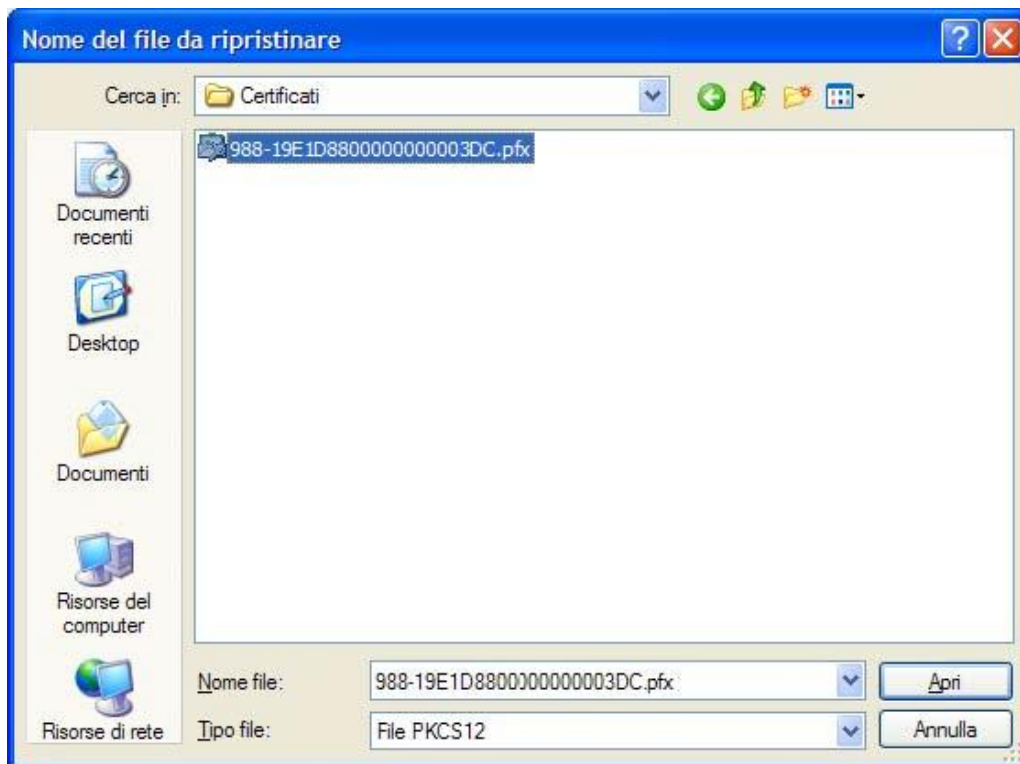 Nome del file da ripristinare
Cerca in:
Certificati
988-19E1D8800000000003DC.pfx
Documenti
recenti
Desktop
Documenti
Risorse del
computer
Risorse di rete
Nome file:
988-19E1D8800000000003DC.pfx
Apri
Tipo file:
File PKCS12
Annulla